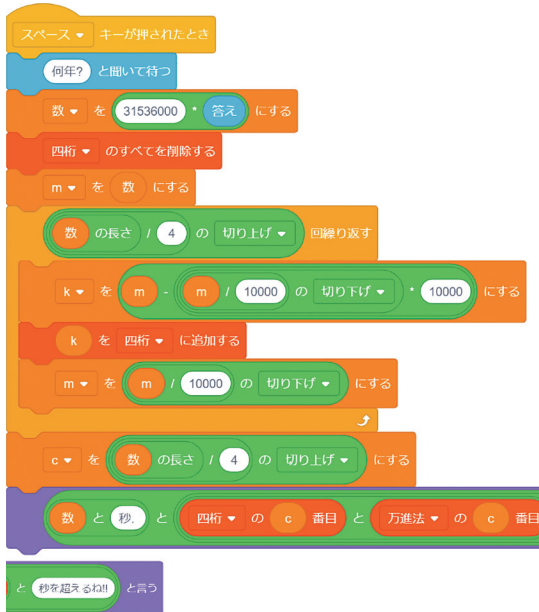 スペース キーが押されたとき
何年? と聞いて待つ
数 を 31536000 * 答え にする
四桁 のすべてを削除する
m を 数 にする
数 の長さ / 4 の 切り上げ 回繰り返す
k を m - m / 10000 の 切り下げ * 10000 にする
k を 四桁 に追加する
m を m / 10000 の 切り下げ にする
c を 数 の長さ / 4 の 切り上げ にする
数 と 秒. と 四桁 の c 番目 と 万進法 の c 番目
と 秒を超えるね!! と言う